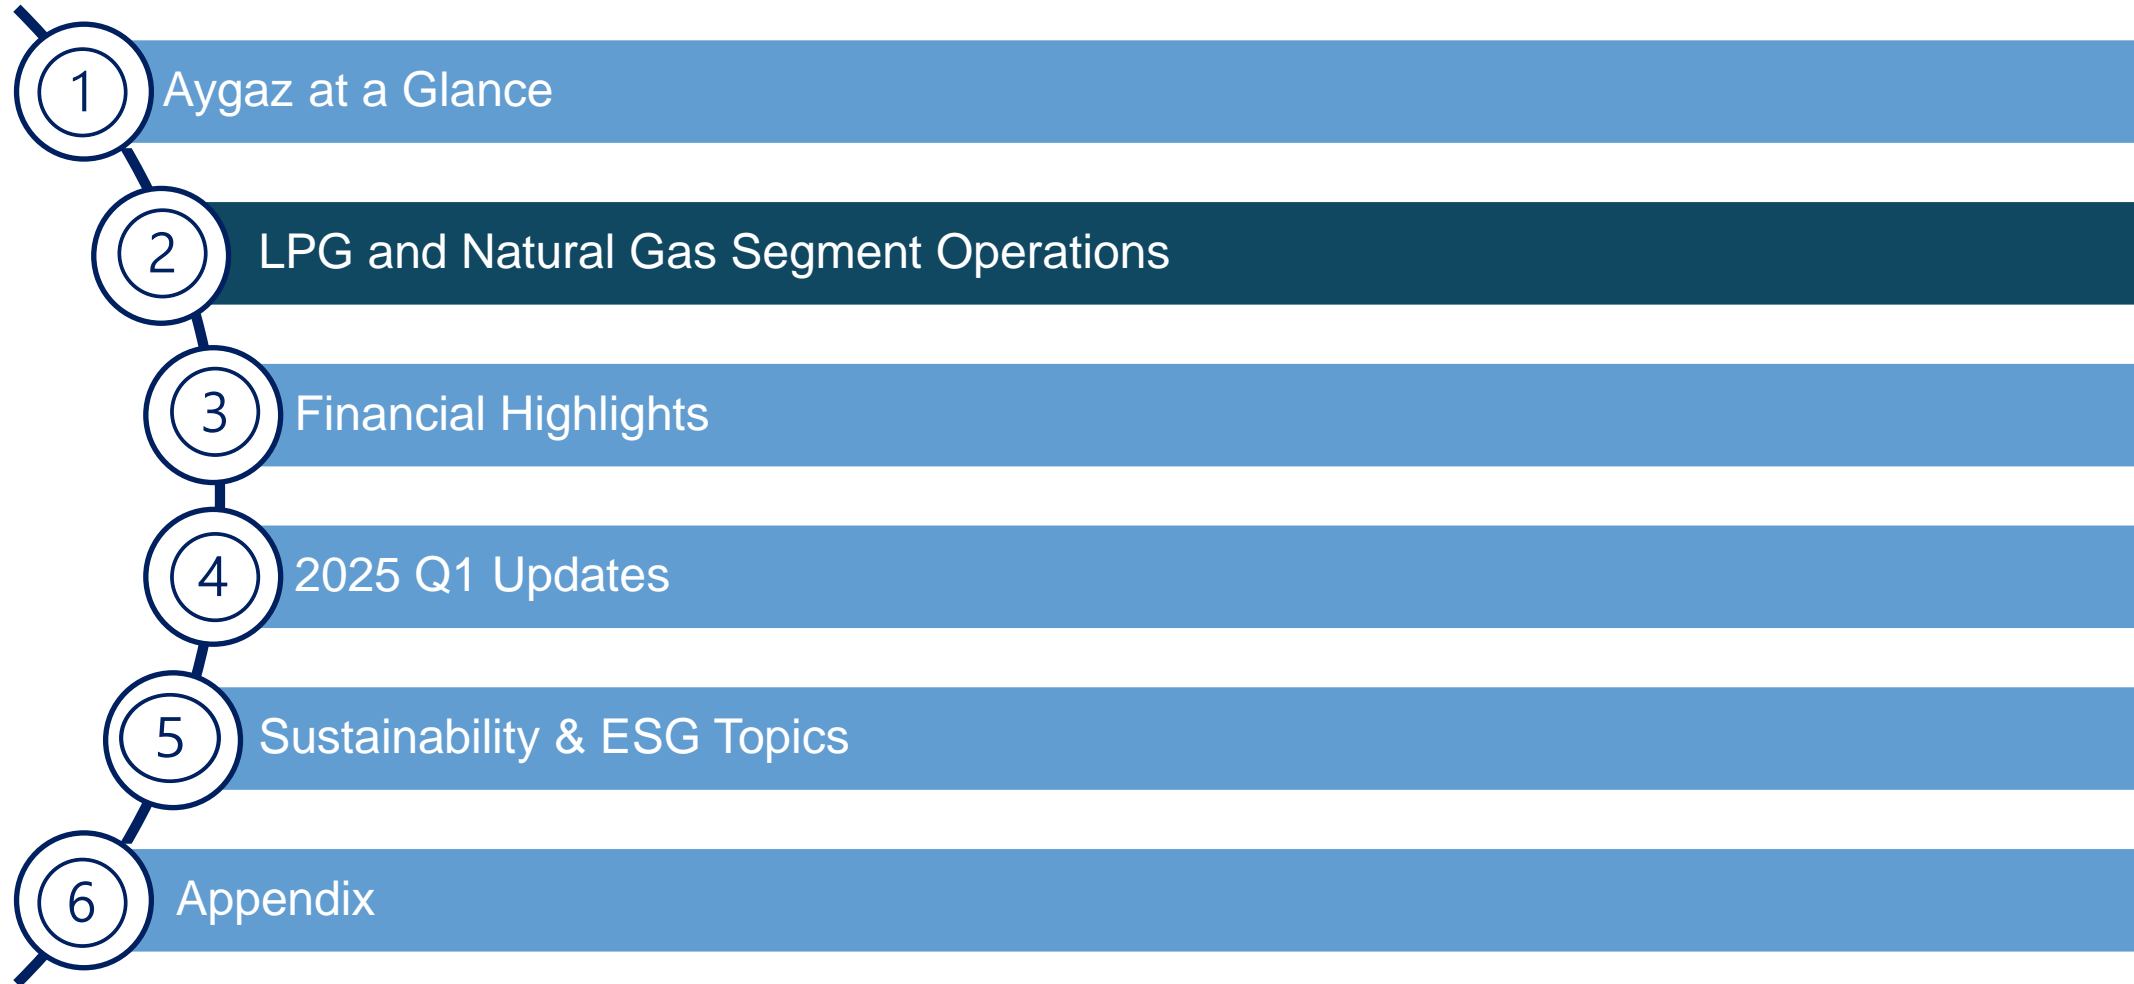 1 Aygaz at a Glance
2 LPG and Natural Gas Segment Operations
3 Financial Highlights
4 2025 Q1 Updates
5 Sustainability & ESG Topics
6 Appendix